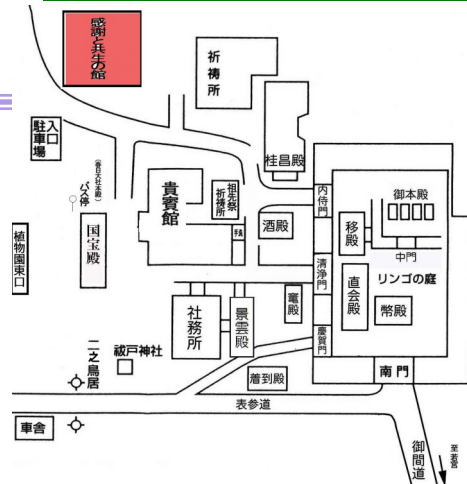 感謝と共生の館
祈祷所
桂昌殿
入口
駐車場
(春日大社本殿)
バス停
国宝殿
植物園東口
貴賓館
祖先祭
祈祷所
酒殿
内侍門
移殿
御本殿
中門
リンゴの庭
清浄門
直会殿
幣殿
社務所
景雲殿
竈殿
慶賀門
二之鳥居
祓戸神社
着到殿
南門
表参道
車舎
御間道
至若宮